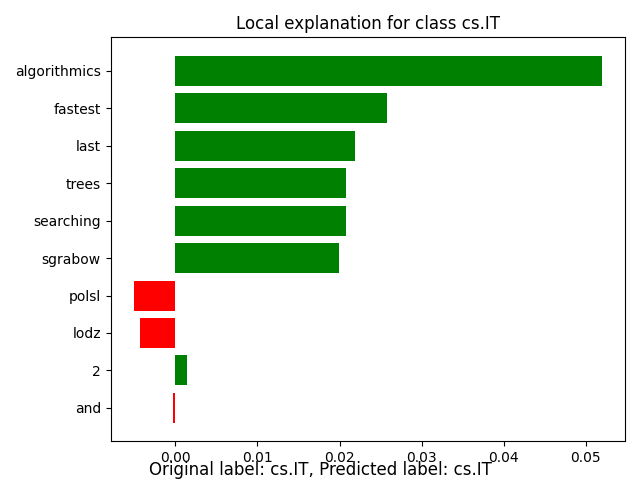 Local explanation for class cs.IT
algorithmics
fastest
last
trees
searching
sgrabow
polsl
lodz
2
and
0.00 0.01 0.02 0.03 0.04 0.05
Original label: cs.IT, Predicted label: cs.IT